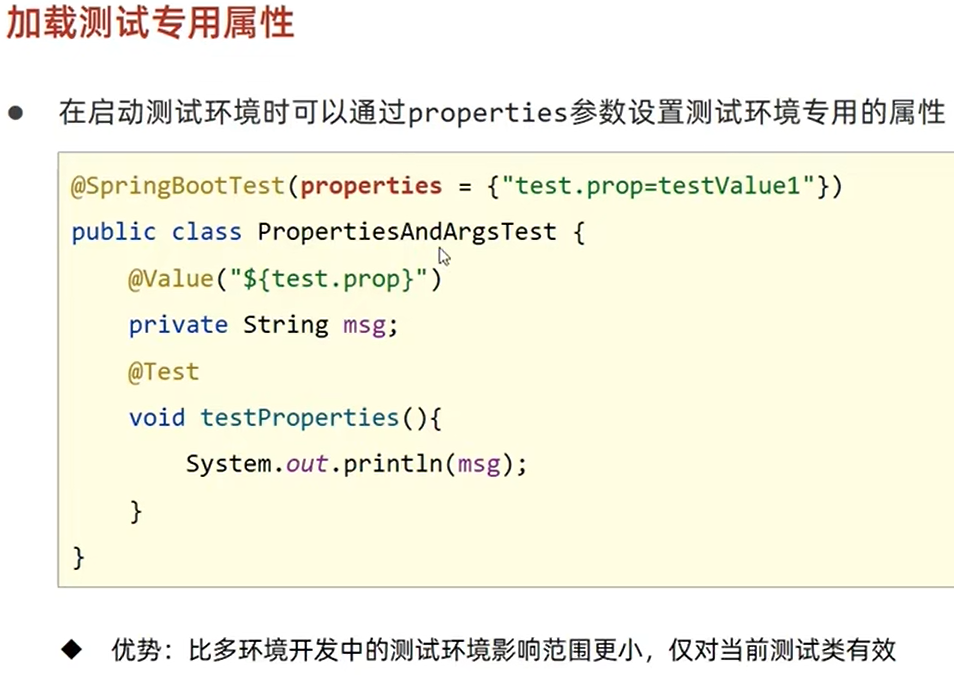 加载测试专用属性
● 在启动测试环境时可以通过properties参数设置测试环境专用的属性
@SpringBootTest(properties = {"test.prop=testValue1"})
public class PropertiesAndArgsTest {
    @Value("${test.prop}")
    private String msg;
    @Test
    void testProperties(){
        System.out.println(msg);
    }
}
◆ 优势：比多环境开发中的测试环境影响范围更小，仅对当前测试类有效